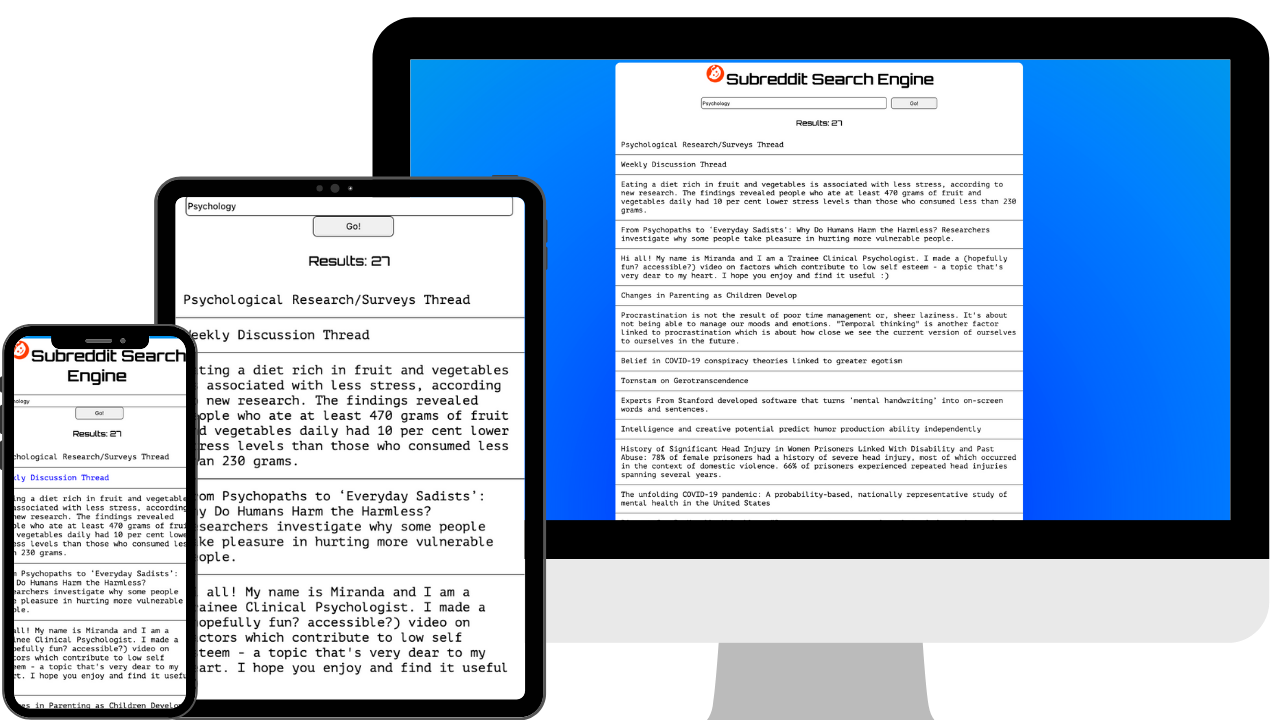 Subreddit Search Engine
Psychology
Go!
Results: 27
Psychological Research/Surveys Thread
Weekly Discussion Thread
Eating a diet rich in fruit and vegetables is associated with less stress, according to
new research. The findings revealed people who ate at least 470 grams of fruit and
vegetables daily had 10 per cent lower stress levels than those who consumed less than 230
grams.
From Psychopaths to ‘Everyday Sadists’: Why Do Humans Harm the Harmless? Researchers
investigate why some people take pleasure in hurting more vulnerable people.
Hi all! My name is Miranda and I am a Trainee Clinical Psychologist. I made a (hopefully
fun? accessible?) video on factors which contribute to low self esteem - a topic that's
very dear to my heart. I hope you enjoy and find it useful :)
Changes in Parenting as Children Develop
Procrastination is not the result of poor time management or, sheer laziness. It's about
not being able to manage our moods and emotions. "Temporal thinking" is another factor
linked to procrastination which is about how close we see the current version of ourselves
to ourselves in the future.
Belief in COVID-19 conspiracy theories linked to greater egotism
Tornstam on Gerotranscendence
Experts From Stanford developed software that turns 'mental handwriting' into on-screen
words and sentences.
Intelligence and creative potential predict humor production ability independently
History of Significant Head Injury in Women Prisoners Linked With Disability and Past
Abuse: 78% of female prisoners had a history of severe head injury, most of which occurred
in the context of domestic violence. 66% of prisoners experienced repeated head injuries
spanning several years.
The unfolding COVID-19 pandemic: A probability-based, nationally representative study of
mental health in the United States
Psychology
Go!
Results: 27
Psychological Research/Surveys Thread
Weekly Discussion Thread
ting a diet rich in fruit and vegetables
associated with less stress, according
new research. The findings revealed
ople who ate at least 470 grams of fruit
d vegetables daily had 10 per cent lower
ress levels than those who consumed less
an 230 grams.
om Psychopaths to ‘Everyday Sadists’:
y Do Humans Harm the Harmless?
searchers investigate why some people
ke pleasure in hurting more vulnerable
ople.
all! My name is Miranda and I am a
ainee Clinical Psychologist. I made a
opefully fun? accessible?) video on
ctors which contribute to low self
teem - a topic that's very dear to my
art. I hope you enjoy and find it useful
Subreddit Search
Engine
ology
Go!
Results: 27
chological Research/Surveys Thread
kly Discussion Thread
ing a diet rich in fruit and vegetable
associated with less stress, according
new research. The findings revealed
ple who ate at least 470 grams of frui
vegetables daily had 10 per cent lowe
ess levels than those who consumed les
n 230 grams.
m Psychopaths to ‘Everyday Sadists’:
Do Humans Harm the Harmless?
earchers investigate why some people
e pleasure in hurting more vulnerable
ple.
all! My name is Miranda and I am a
inee Clinical Psychologist. I made a
pefully fun? accessible?) video on
tors which contribute to low self
eem - a topic that's very dear to my
rt. I hope you enjoy and find it usefu
ges in Parenting as Children Develop